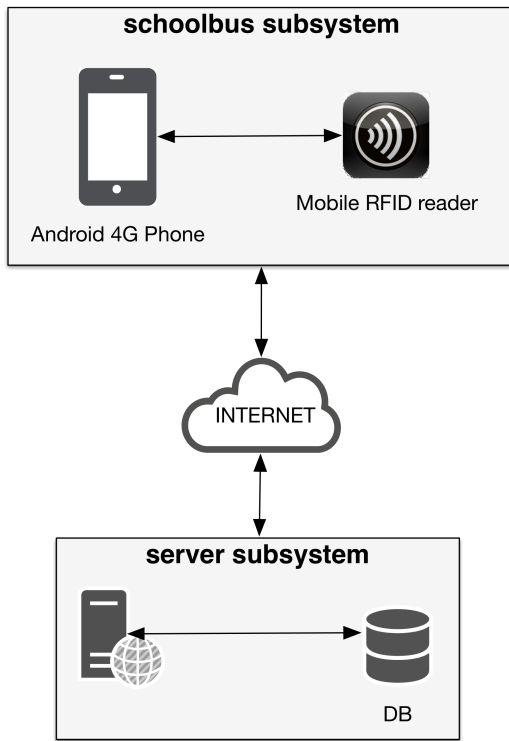 schoolbus subsystem
Android 4G Phone
Mobile RFID reader
INTERNET
server subsystem
DB